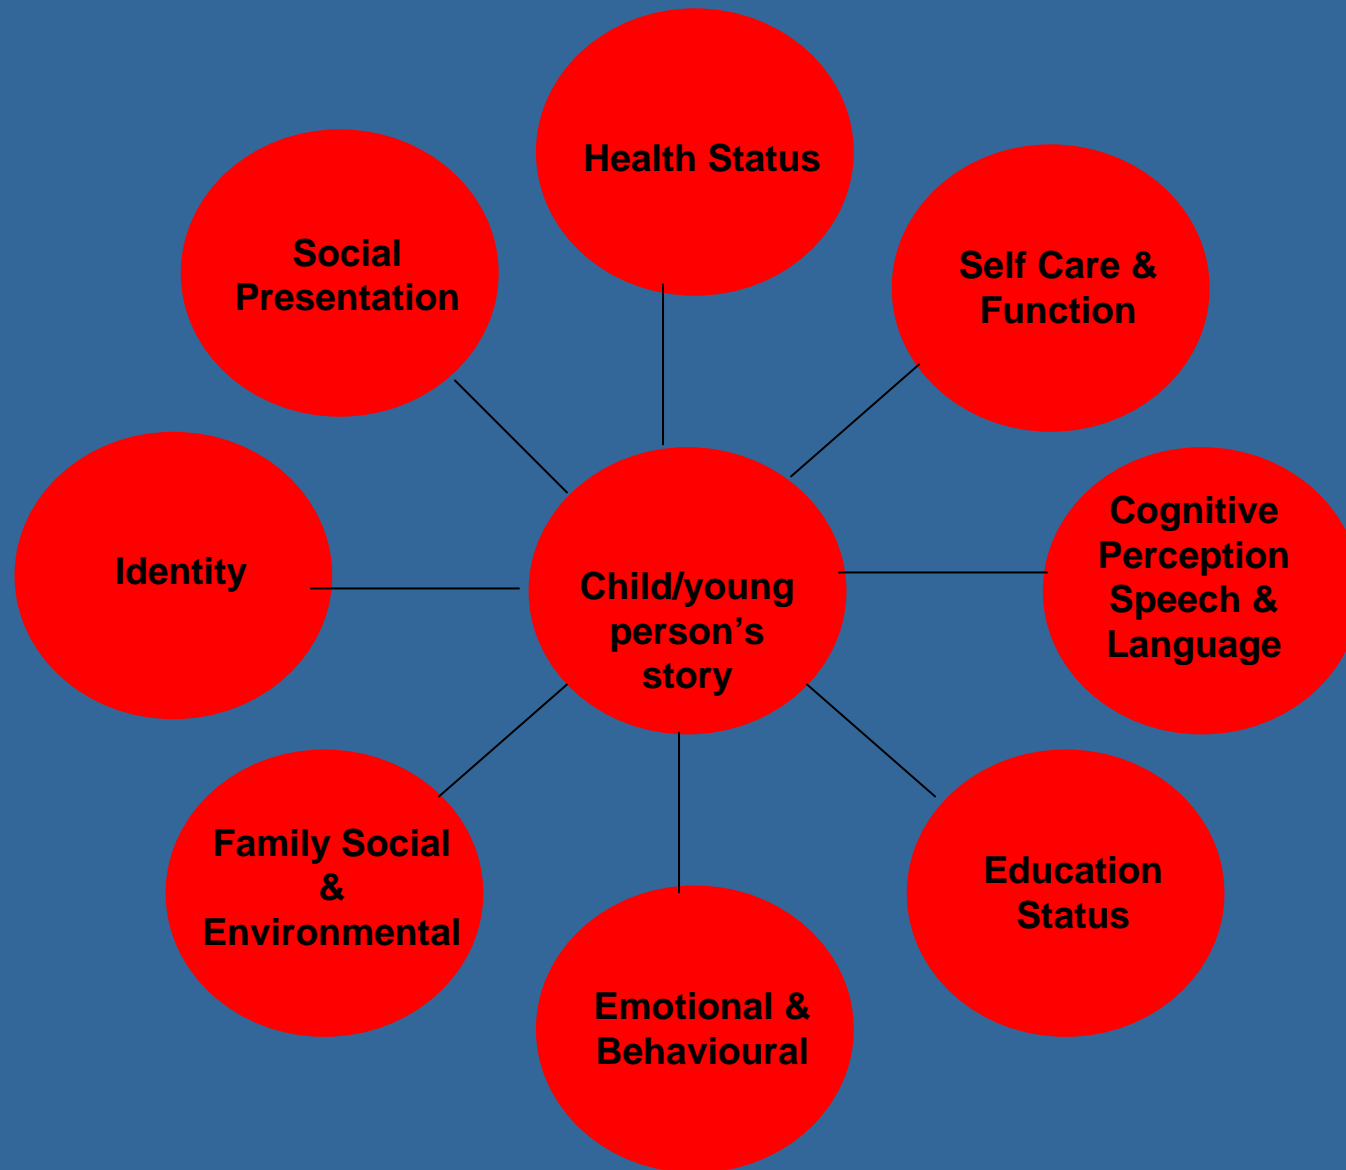 Health Status
Social
Presentation
Self Care &
Function
Identity
Child/young
person’s
story
Cognitive
Perception
Speech &
Language
Family Social
&
Environmental
Education
Status
Emotional &
Behavioural